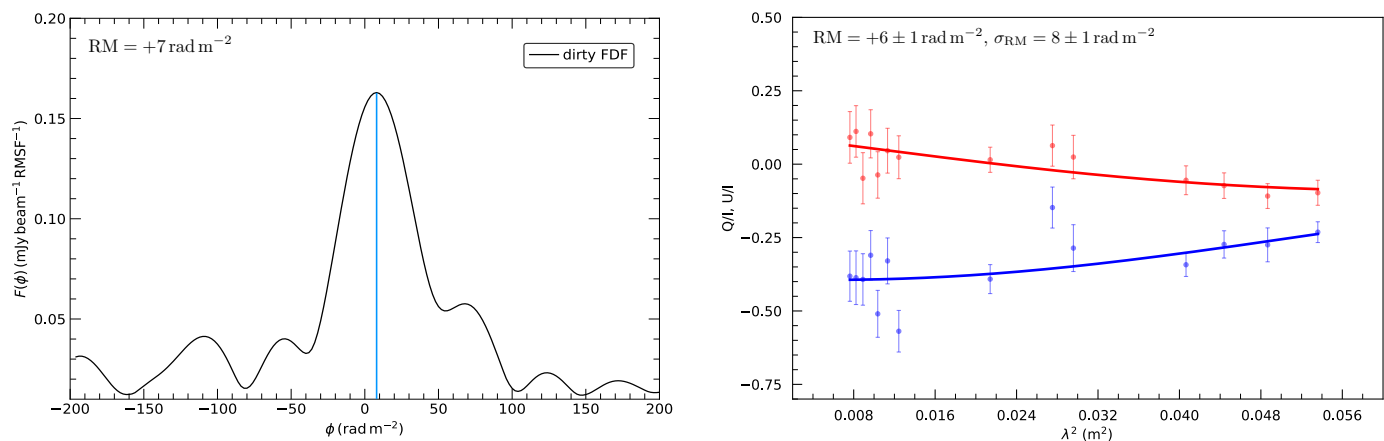 RM = +7 rad m⁻²
dirty FDF
0.20
0.15
0.10
0.05
F(ϕ) (mJy beam⁻¹ RMSF⁻¹)
−200 −150 −100 −50 0 50 100 150 200
ϕ (rad m⁻²)
RM = +6 ± 1 rad m⁻², σ_RM = 8 ± 1 rad m⁻²
0.50
0.25
0.00
−0.25
−0.50
−0.75
Q/I, U/I
0.008 0.016 0.024 0.032 0.040 0.048 0.056
λ² (m²)